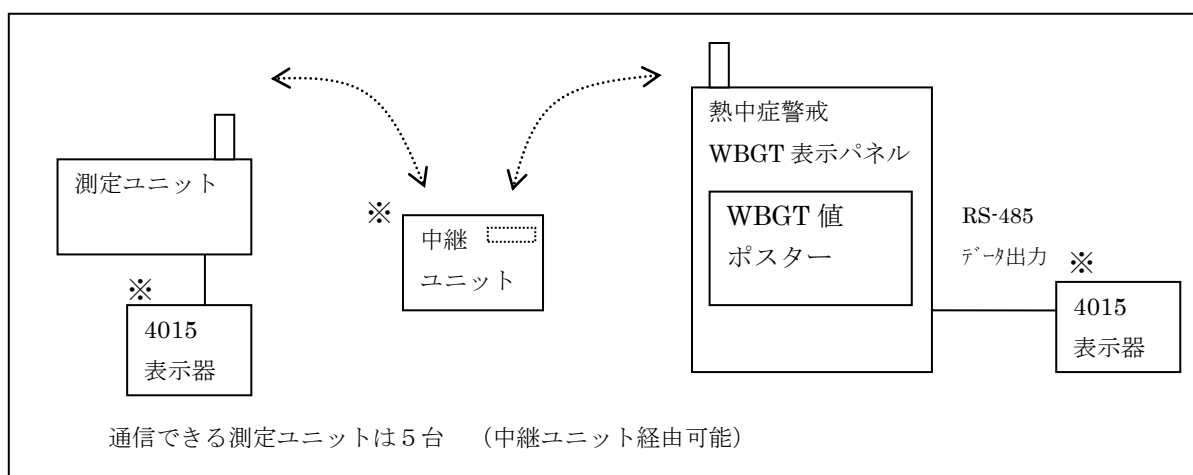 測定ユニット
※
4015
表示器
※
中継
ユニット
熱中症警戒
WBGT 表示パネル
WBGT 値
ポスター
RS-485
データ出力
※
4015
表示器
通信できる測定ユニットは５台　（中継ユニット経由可能）